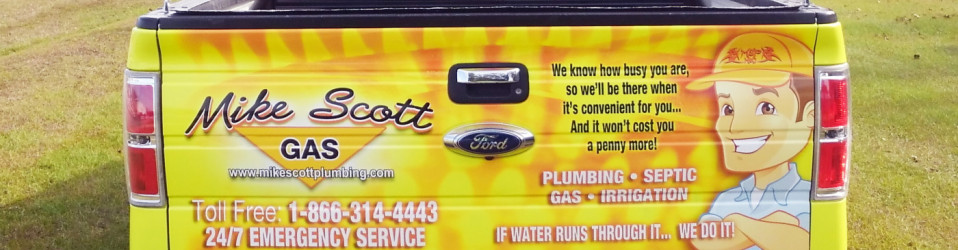 Mike Scott
GAS
www.mikescottplumbing.com
Toll Free: 1-866-314-4443
24/7 EMERGENCY SERVICE
Ford
We know how busy you are,
so we'll be there when
it's convenient for you...
And it won't cost you
a penny more!
PLUMBING • SEPTIC
GAS • IRRIGATION
IF WATER RUNS THROUGH IT... WE DO IT!